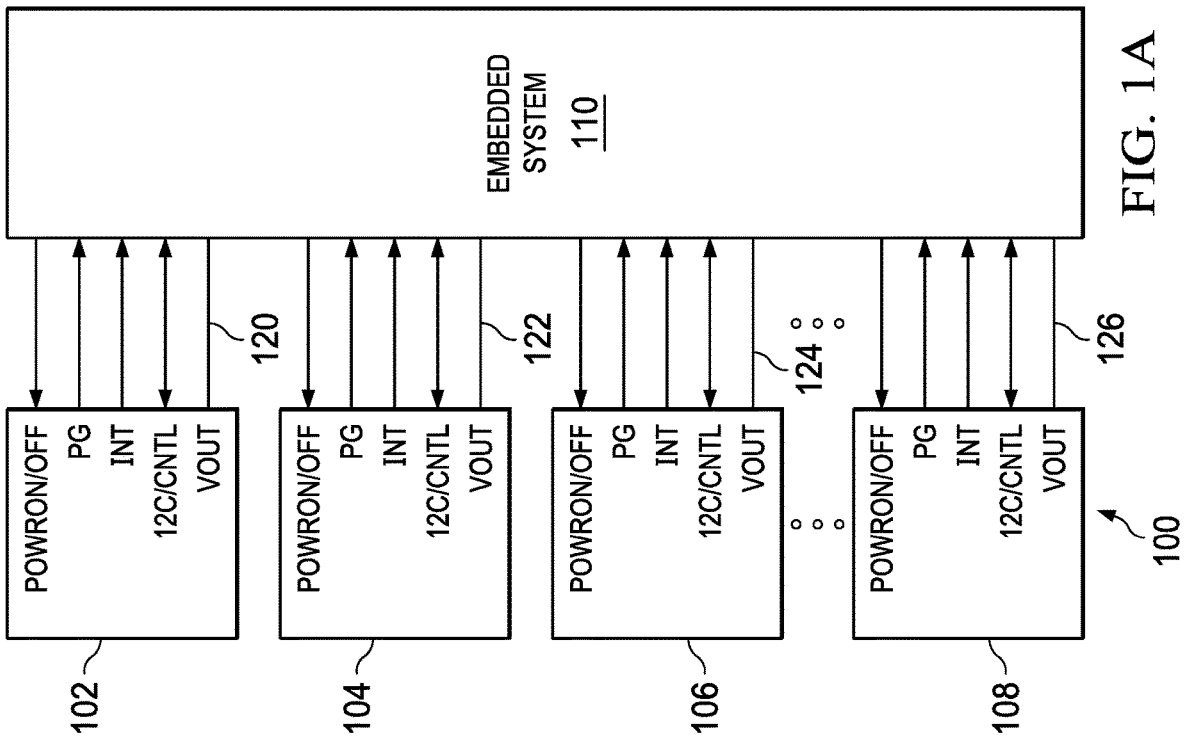 EMBEDDED
SYSTEM
110
120
122
124
126
POWRON/OFF
PG
INT
12C/CNTL
VOUT
POWRON/OFF
PG
INT
12C/CNTL
VOUT
POWRON/OFF
PG
INT
12C/CNTL
VOUT
POWRON/OFF
PG
INT
12C/CNTL
VOUT
102
104
106
108
100
FIG. 1A